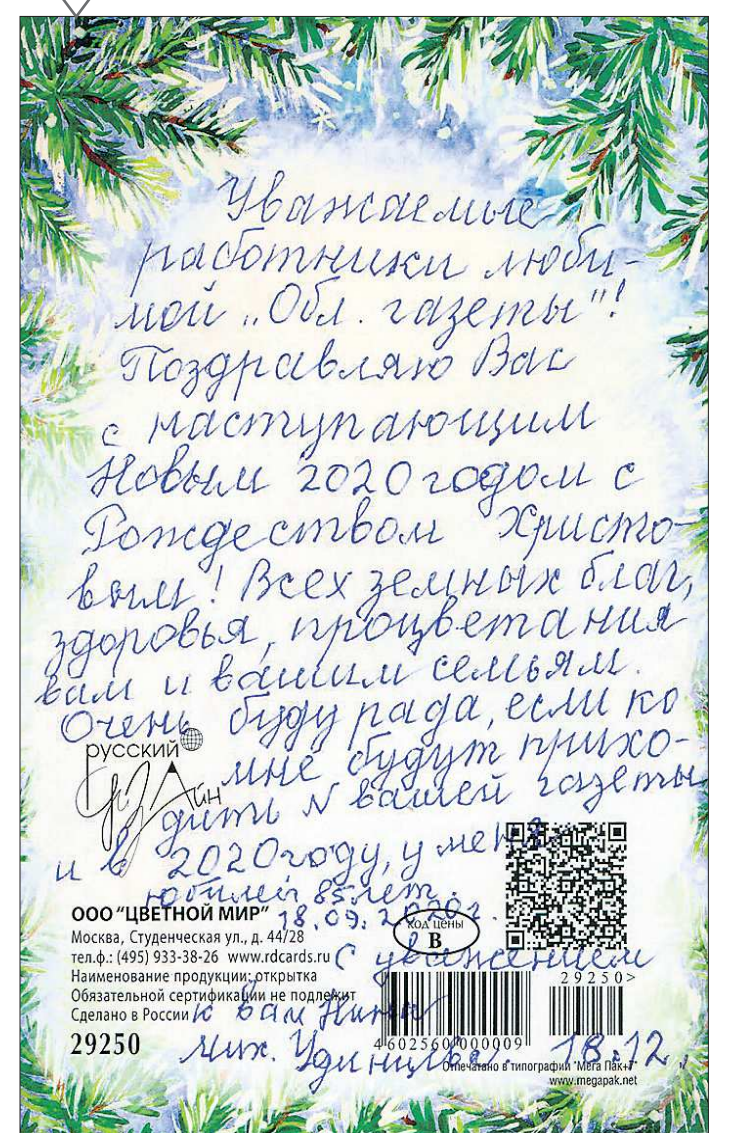 Уважаемые
работники люби-
мой „Обл. газеты"!
Поздравляю Вас
с наступающим
Новым 2020 годом с
Рождеством Христо-
вым! Всех земных благ,
здоровья, процветания
вам и вашим семьям.
Очень буду рада, если ко
мне будут прихо-
дить N вашей газеты
и в 2020 году, у меня
юбилей 85 лет.
18.09.2020г.
С уважением
к вам Нина
Мих. Удинцева. 18.12.
русский
дизАйн
ООО "ЦВЕТНОЙ МИР"
Москва, Студенческая ул., д. 44/28
тел.ф.: (495) 933-38-26 www.rdcards.ru
Наименование продукции: открытка
Обязательной сертификации не подлежит
Сделано в России
29250
код цены
В
29250>
4 602560 000009
Отпечатано в типографии "Мега Пак+"
www.megapak.net